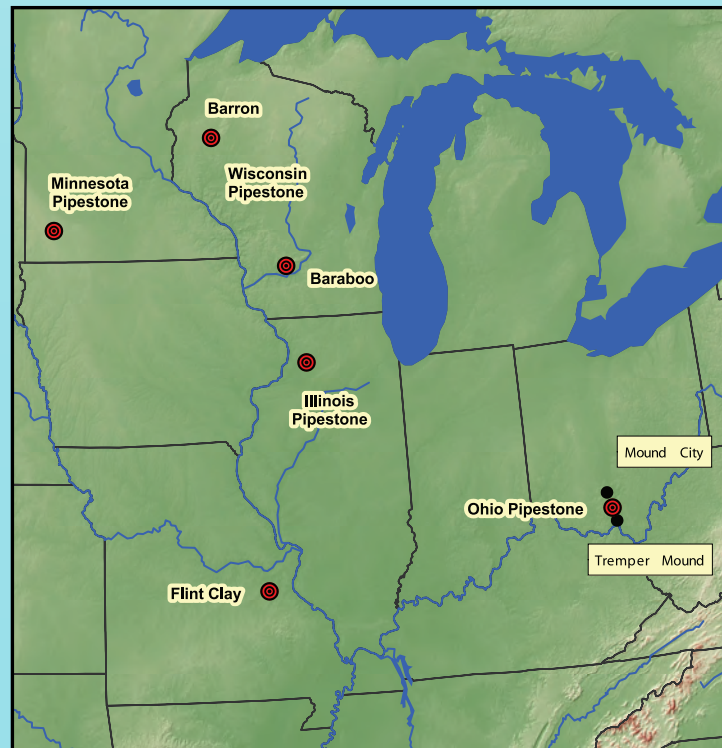 Barron
Wisconsin
Pipestone
Minnesota
Pipestone
Baraboo
Illinois
Pipestone
Mound City
Ohio Pipestone
Tremper Mound
Flint Clay